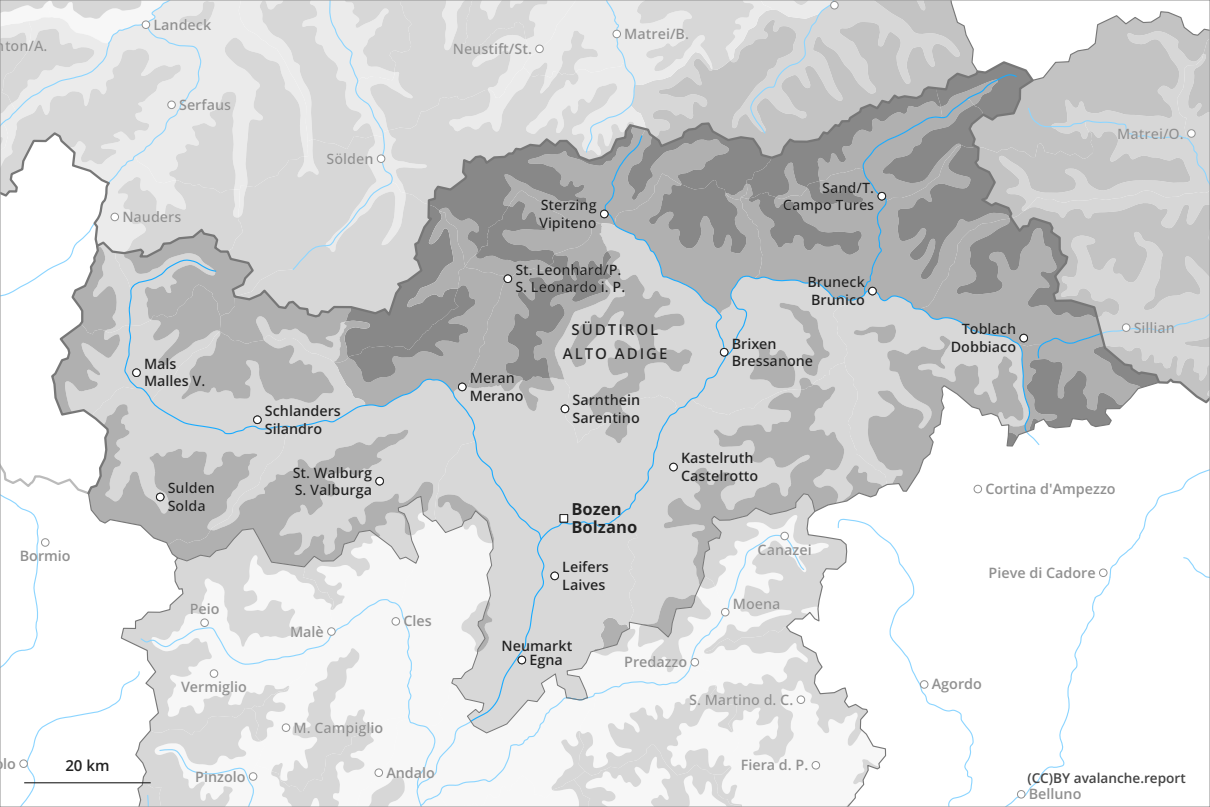 Landeck
Matrei/B.
nton/A.
Neustift/St.
Serfaus
Matrei/O.
Sölden
Nauders
Sand/T.
Campo Tures
Sterzing
Vipiteno
St. Leonhard/P.
S. Leonardo i. P.
Bruneck
Brunico
SÜDTIROL
ALTO ADIGE
Toblach
Dobbiaco
Sillian
Brixen
Bressanone
Mals
Malles V.
Meran
Merano
Schlanders
Silandro
Sarnthein
Sarentino
St. Walburg
S. Valburga
Kastelruth
Castelrotto
Sulden
Solda
Cortina d'Ampezzo
Bozen
Bolzano
Bormio
Canazei
Leifers
Laives
Pieve di Cadore
Peio
Moena
Malè
Cles
Neumarkt
Egna
Predazzo
Vermiglio
Agordo
S. Martino d. C.
M. Campiglio
olo
20 km
Pinzolo
Andalo
Fiera d. P.
(CC)BY avalanche.report
Belluno